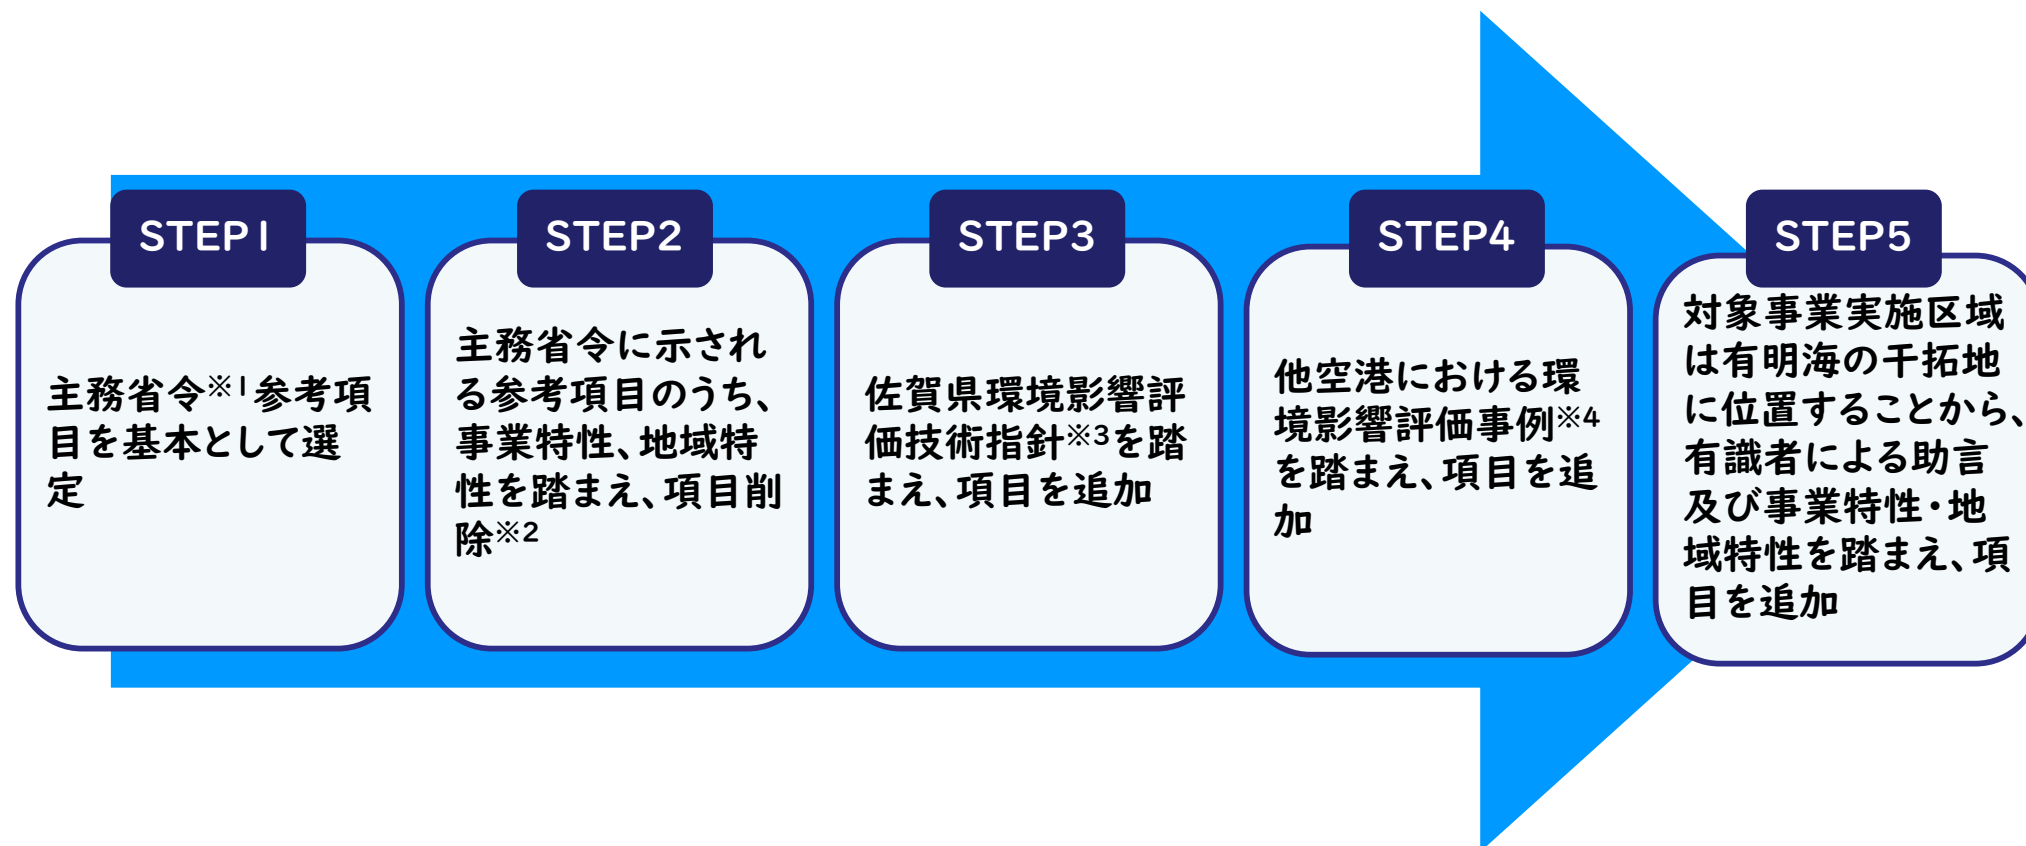 STEP1
主務省令※1参考項
目を基本として選
定
STEP2
主務省令に示され
る参考項目のうち、
事業特性、地域特
性を踏まえ、項目削
除※2
STEP3
佐賀県環境影響評
価技術指針※3を踏
まえ、項目を追加
STEP4
他空港における環
境影響評価事例※4
を踏まえ、項目を追
加
STEP5
対象事業実施区域
は有明海の干拓地
に位置することから、
有識者による助言
及び事業特性・地
域特性を踏まえ、項
目を追加